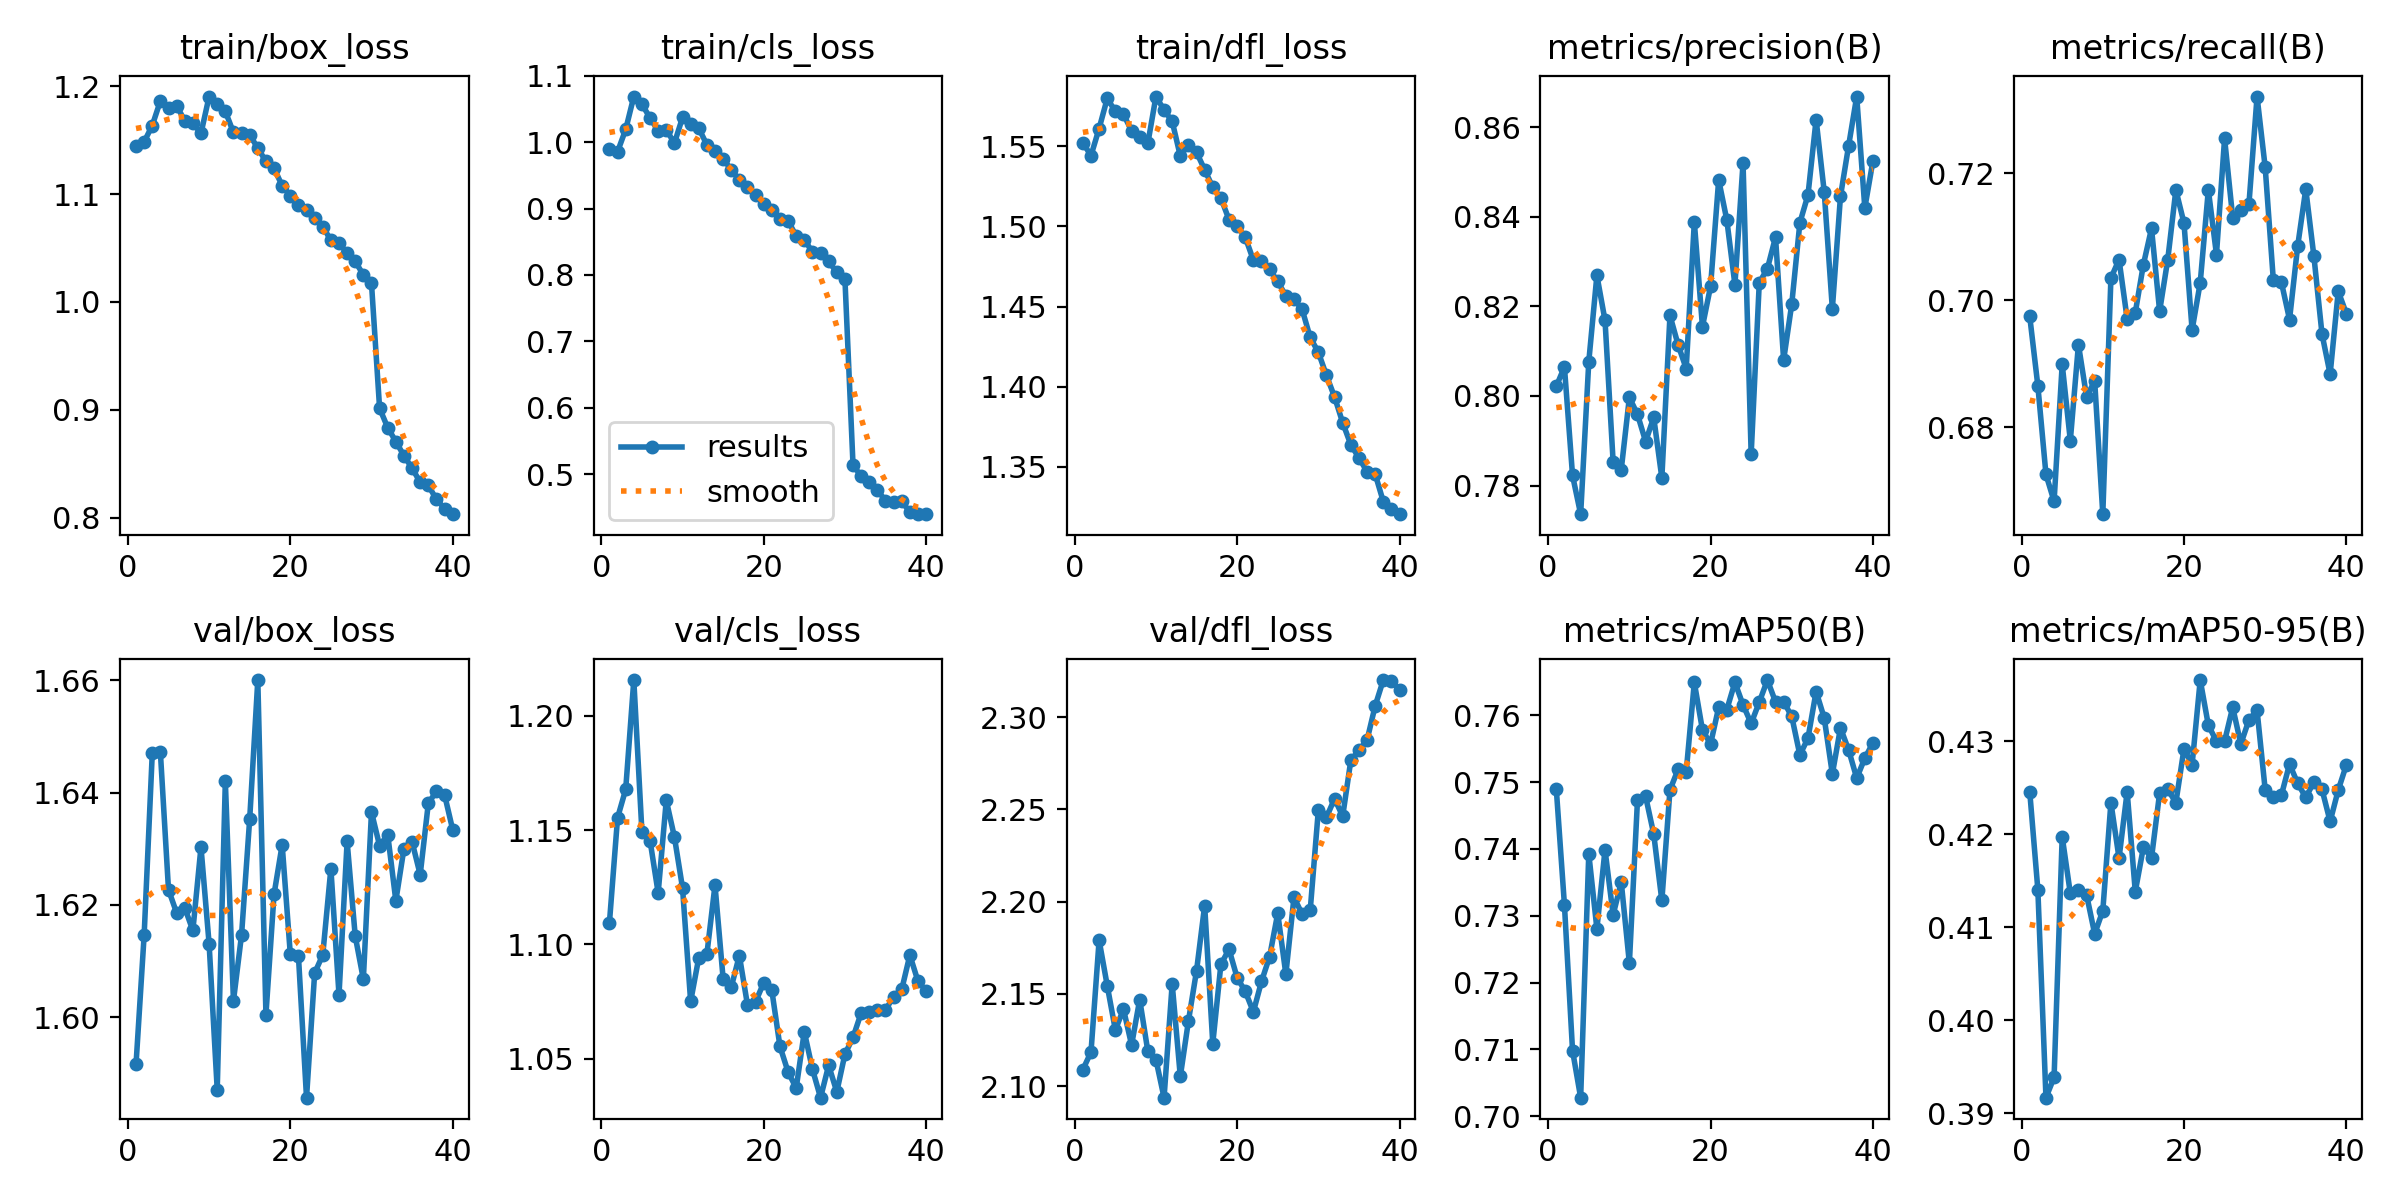 train/box_loss
1.2
1.1
1.0
0.9
0.8
0 20 40
train/cls_loss
1.1
1.0
0.9
0.8
0.7
0.6
0.5
results
smooth
0 20 40
train/dfl_loss
1.55
1.50
1.45
1.40
1.35
0 20 40
metrics/precision(B)
0.86
0.84
0.82
0.80
0.78
0 20 40
metrics/recall(B)
0.72
0.70
0.68
0 20 40
val/box_loss
1.66
1.64
1.62
1.60
0 20 40
val/cls_loss
1.20
1.15
1.10
1.05
0 20 40
val/dfl_loss
2.30
2.25
2.20
2.15
2.10
0 20 40
metrics/mAP50(B)
0.76
0.75
0.74
0.73
0.72
0.71
0.70
0 20 40
metrics/mAP50-95(B)
0.43
0.42
0.41
0.40
0.39
0 20 40